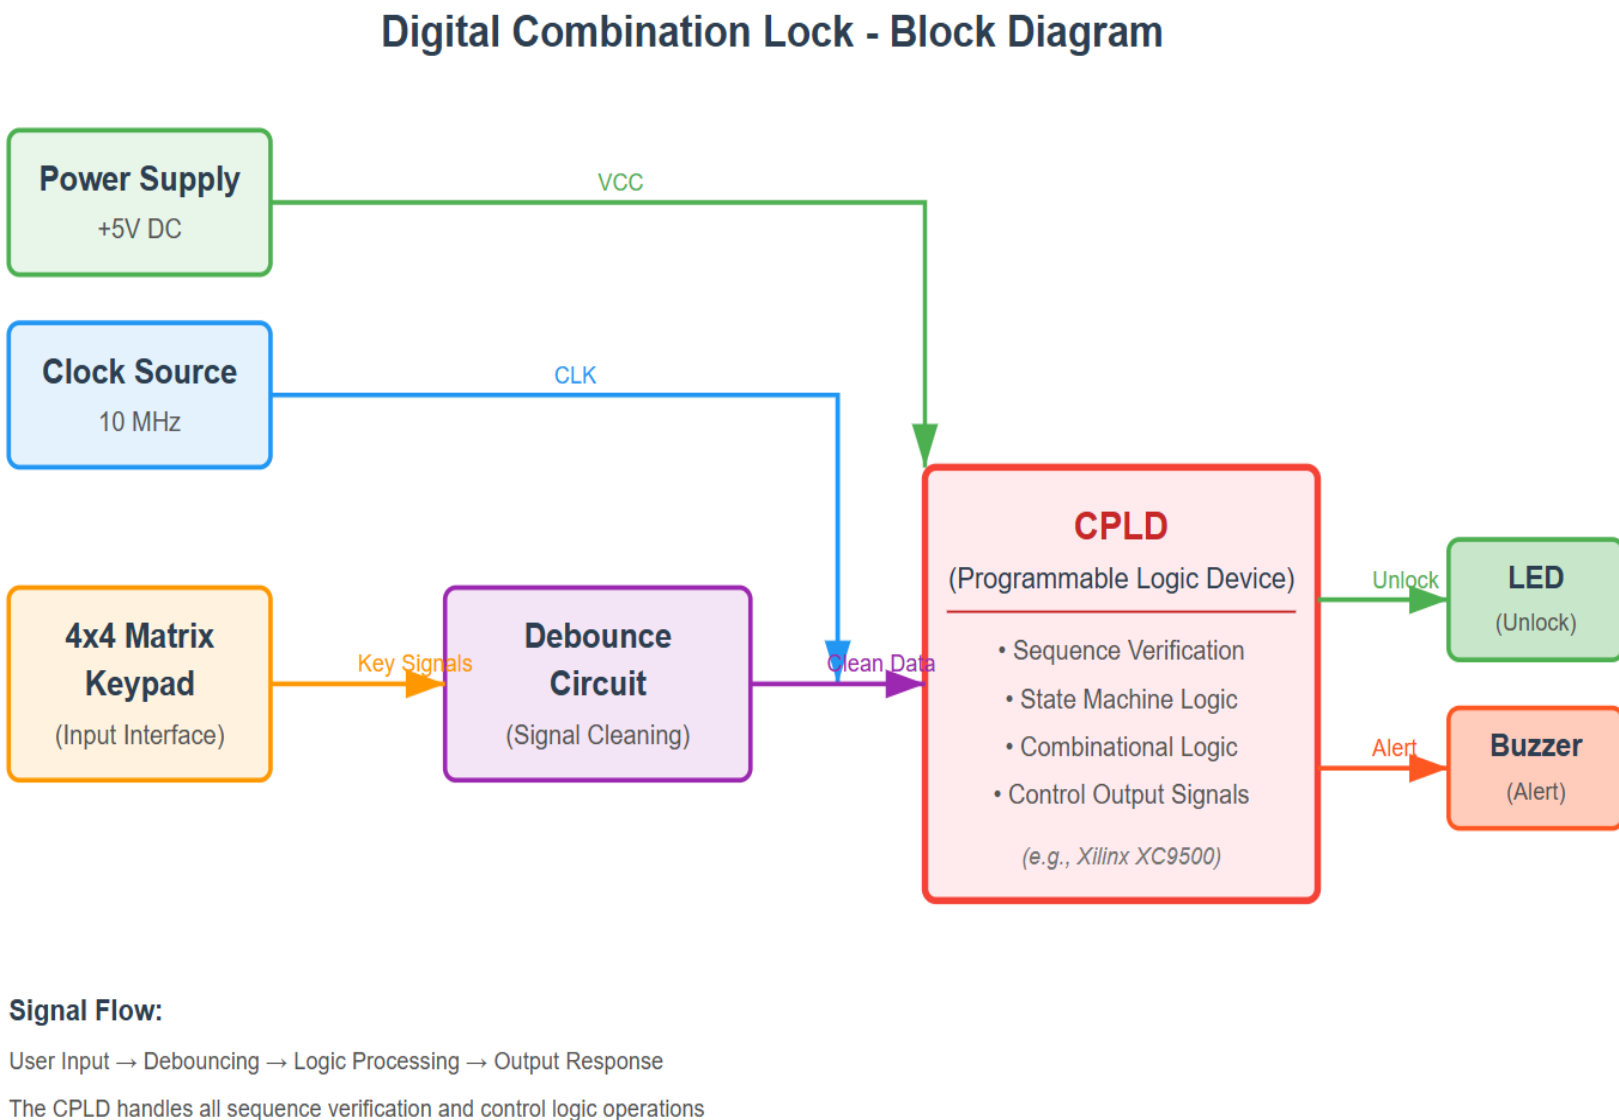 Digital Combination Lock - Block Diagram
Power Supply
+5V DC
VCC
Clock Source
10 MHz
CLK
4x4 Matrix
Keypad
(Input Interface)
Key Signals
Debounce
Circuit
(Signal Cleaning)
Clean Data
CPLD
(Programmable Logic Device)
• Sequence Verification
• State Machine Logic
• Combinational Logic
• Control Output Signals
(e.g., Xilinx XC9500)
Unlock
LED
(Unlock)
Alert
Buzzer
(Alert)
Signal Flow:
User Input → Debouncing → Logic Processing → Output Response
The CPLD handles all sequence verification and control logic operations